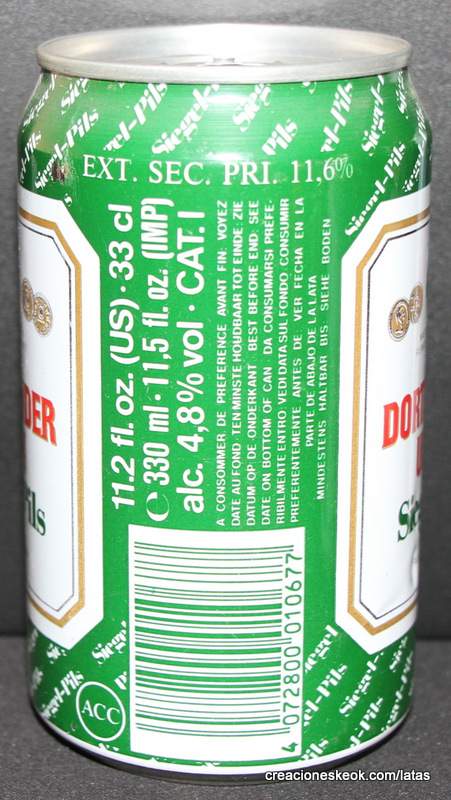 Siegel-Pils
EXT. SEC. PRI. 11,6%
11.2 fl. oz. (US) · 33 cl
℮ 330 ml · 11,5 fl. oz. (IMP)
alc. 4,8% vol · CAT. I
A CONSOMMER DE PREFERENCE AVANT FIN: VOYEZ
DATE AU FOND · TEN MINSTE HOUDBAAR TOT EINDE: ZIE
DATUM OP DE ONDERKANT · BEST BEFORE END: SEE
DATE ON BOTTOM OF CAN · DA CONSUMARSI PREFE-
RIBILMENTE ENTRO: VEDI DATA SUL FONDO · CONSUMIR
PREFERENTEMENTE ANTES DE: VER FECHA EN LA
PARTE DE ABAJO DE LA LATA
MINDESTENS HALTBAR BIS: SIEHE BODEN
4 072800 010677
ACC
DER
ils
DOR
Sie
creacioneskeok.com/latas